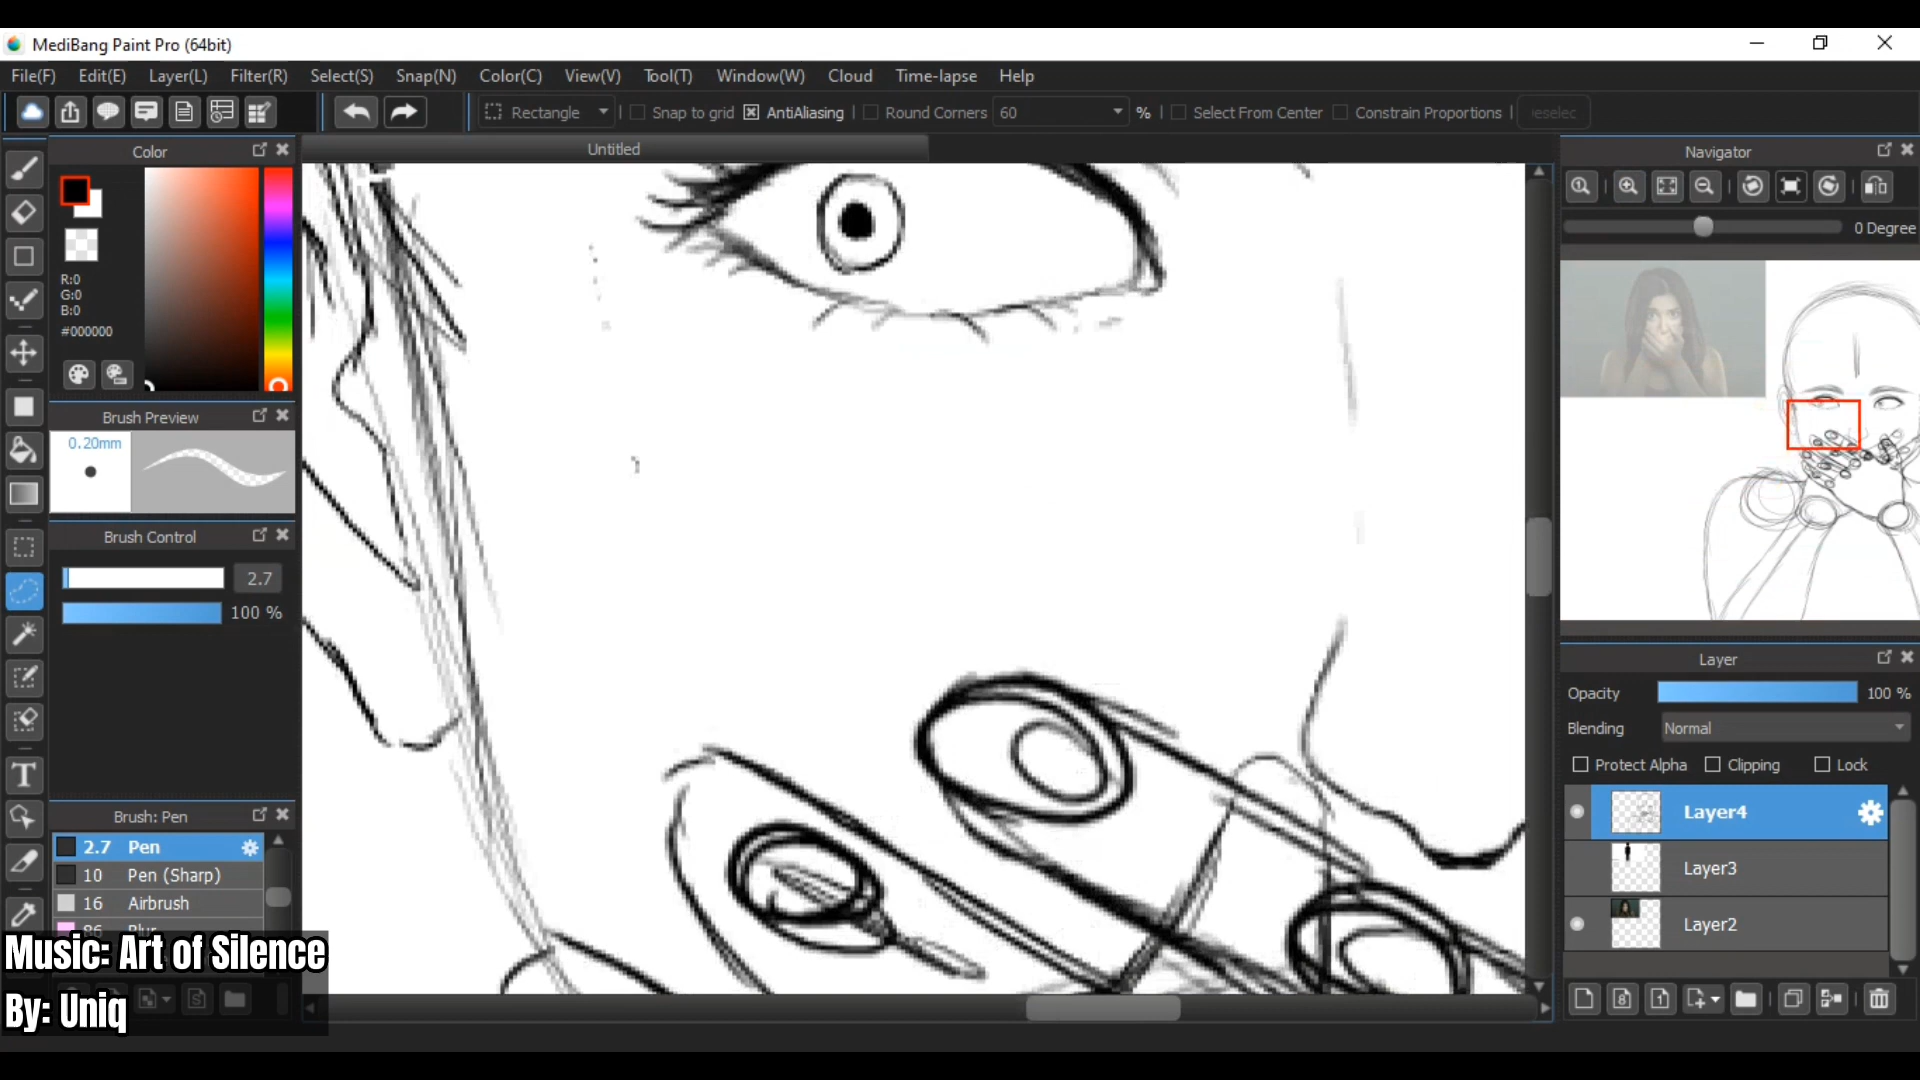 MediBang Paint Pro (64bit)
File(F) Edit(E) Layer(L) Filter(R) Select(S) Snap(N) Color(C) View(V) Tool(T) Window(W) Cloud Time-lapse Help
Rectangle Snap to grid AntiAliasing Round Corners 60 % Select From Center Constrain Proportions
Color
R:0
G:0
B:0
#000000
Brush Preview
0.20mm
Brush Control
2.7
100 %
Brush: Pen
2.7 Pen
10 Pen (Sharp)
16 Airbrush
Music: Art of Silence
By: Uniq
Untitled
Navigator
0 Degree
Layer
Opacity 100 %
Blending Normal
Protect Alpha Clipping Lock
Layer4
Layer3
Layer2